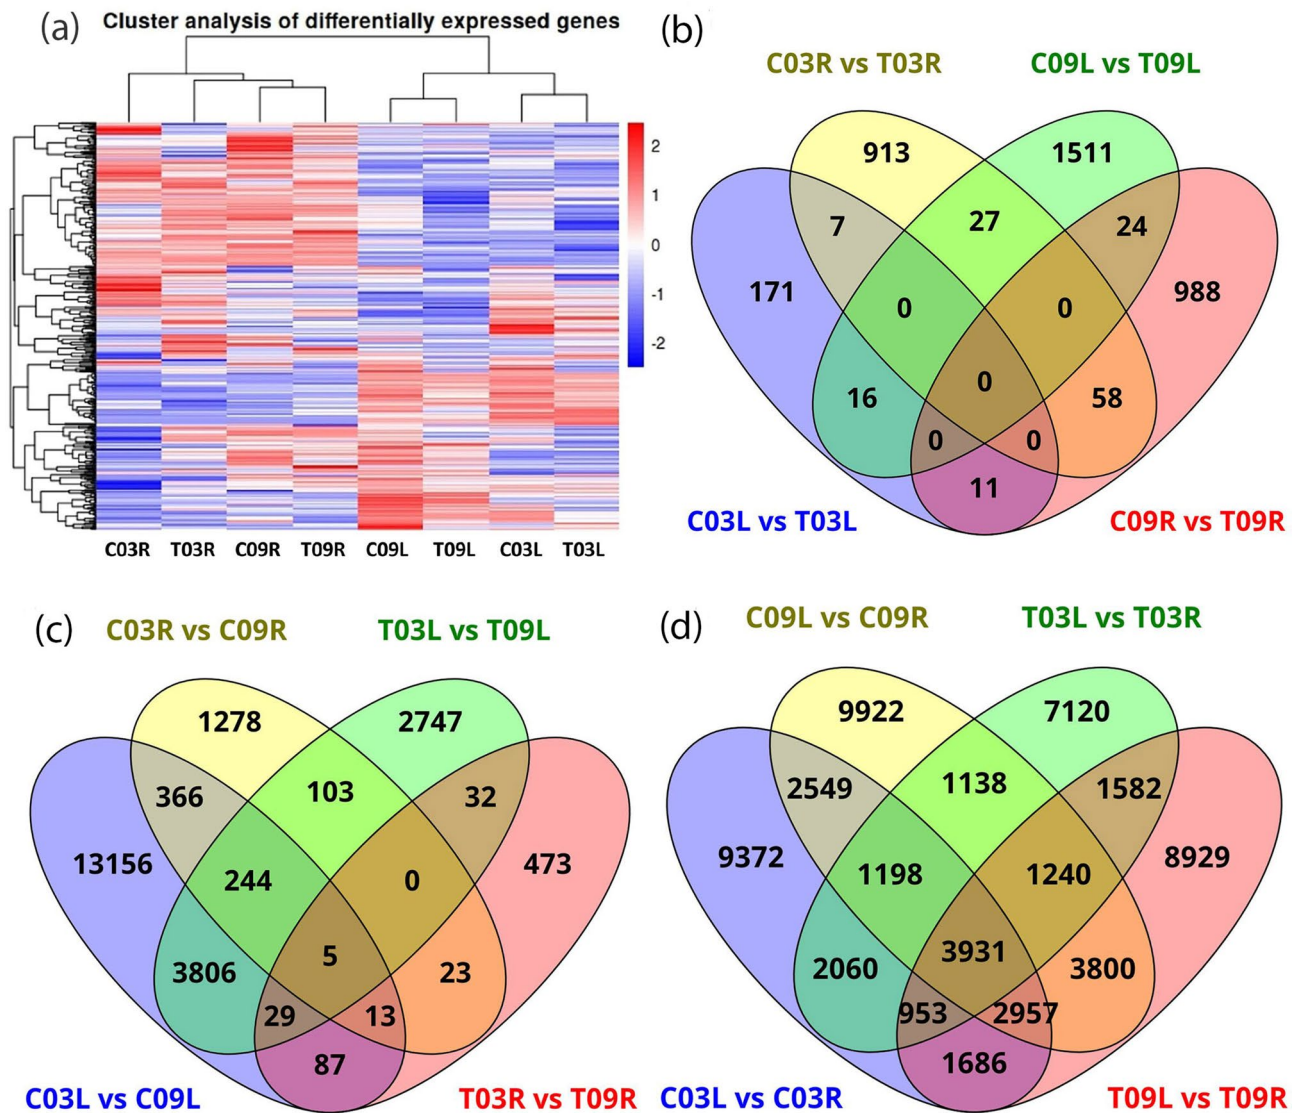 (a) Cluster analysis of differentially expressed genes
2
1
0
-1
-2
C03R T03R C09R T09R C09L T09L C03L T03L
(b)
C03R vs T03R C09L vs T09L
913 1511
7 27 24
171 988
0 0
0
16 58
0 0
11
C03L vs T03L C09R vs T09R
(c) C03R vs C09R T03L vs T09L
1278 2747
366 103 32
13156 473
244 0
5
3806 23
29 13
87
C03L vs C09L T03R vs T09R
(d) C09L vs C09R T03L vs T03R
9922 7120
2549 1138 1582
9372 8929
1198 1240
3931
2060 3800
953 2957
1686
C03L vs C03R T09L vs T09R